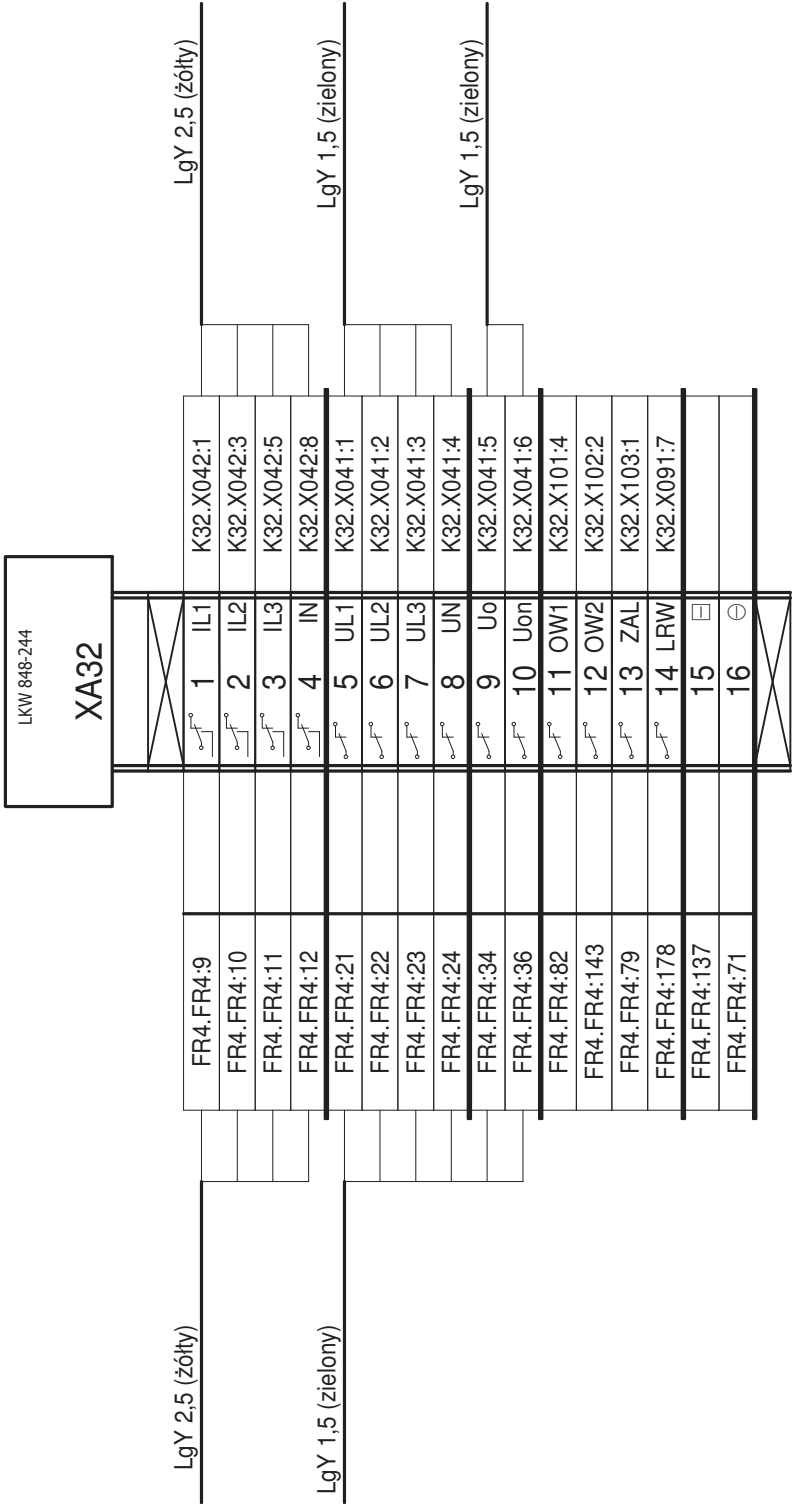 LKW 848-244
XA32
LgY 2,5 (żółty)
LgY 1,5 (zielony)
FR4.FR4:9 1 IL1 K32.X042:1
FR4.FR4:10 2 IL2 K32.X042:3
FR4.FR4:11 3 IL3 K32.X042:5
FR4.FR4:12 4 IN K32.X042:8
FR4.FR4:21 5 UL1 K32.X041:1
FR4.FR4:22 6 UL2 K32.X041:2
FR4.FR4:23 7 UL3 K32.X041:3
FR4.FR4:24 8 UN K32.X041:4
FR4.FR4:34 9 Uo K32.X041:5
FR4.FR4:36 10 Uon K32.X041:6
FR4.FR4:82 11 OW1 K32.X101:4
FR4.FR4:143 12 OW2 K32.X102:2
FR4.FR4:79 13 ZAL K32.X103:1
FR4.FR4:178 14 LRW K32.X091:7
FR4.FR4:137 15
FR4.FR4:71 16
LgY 2,5 (żółty)
LgY 1,5 (zielony)
LgY 1,5 (zielony)